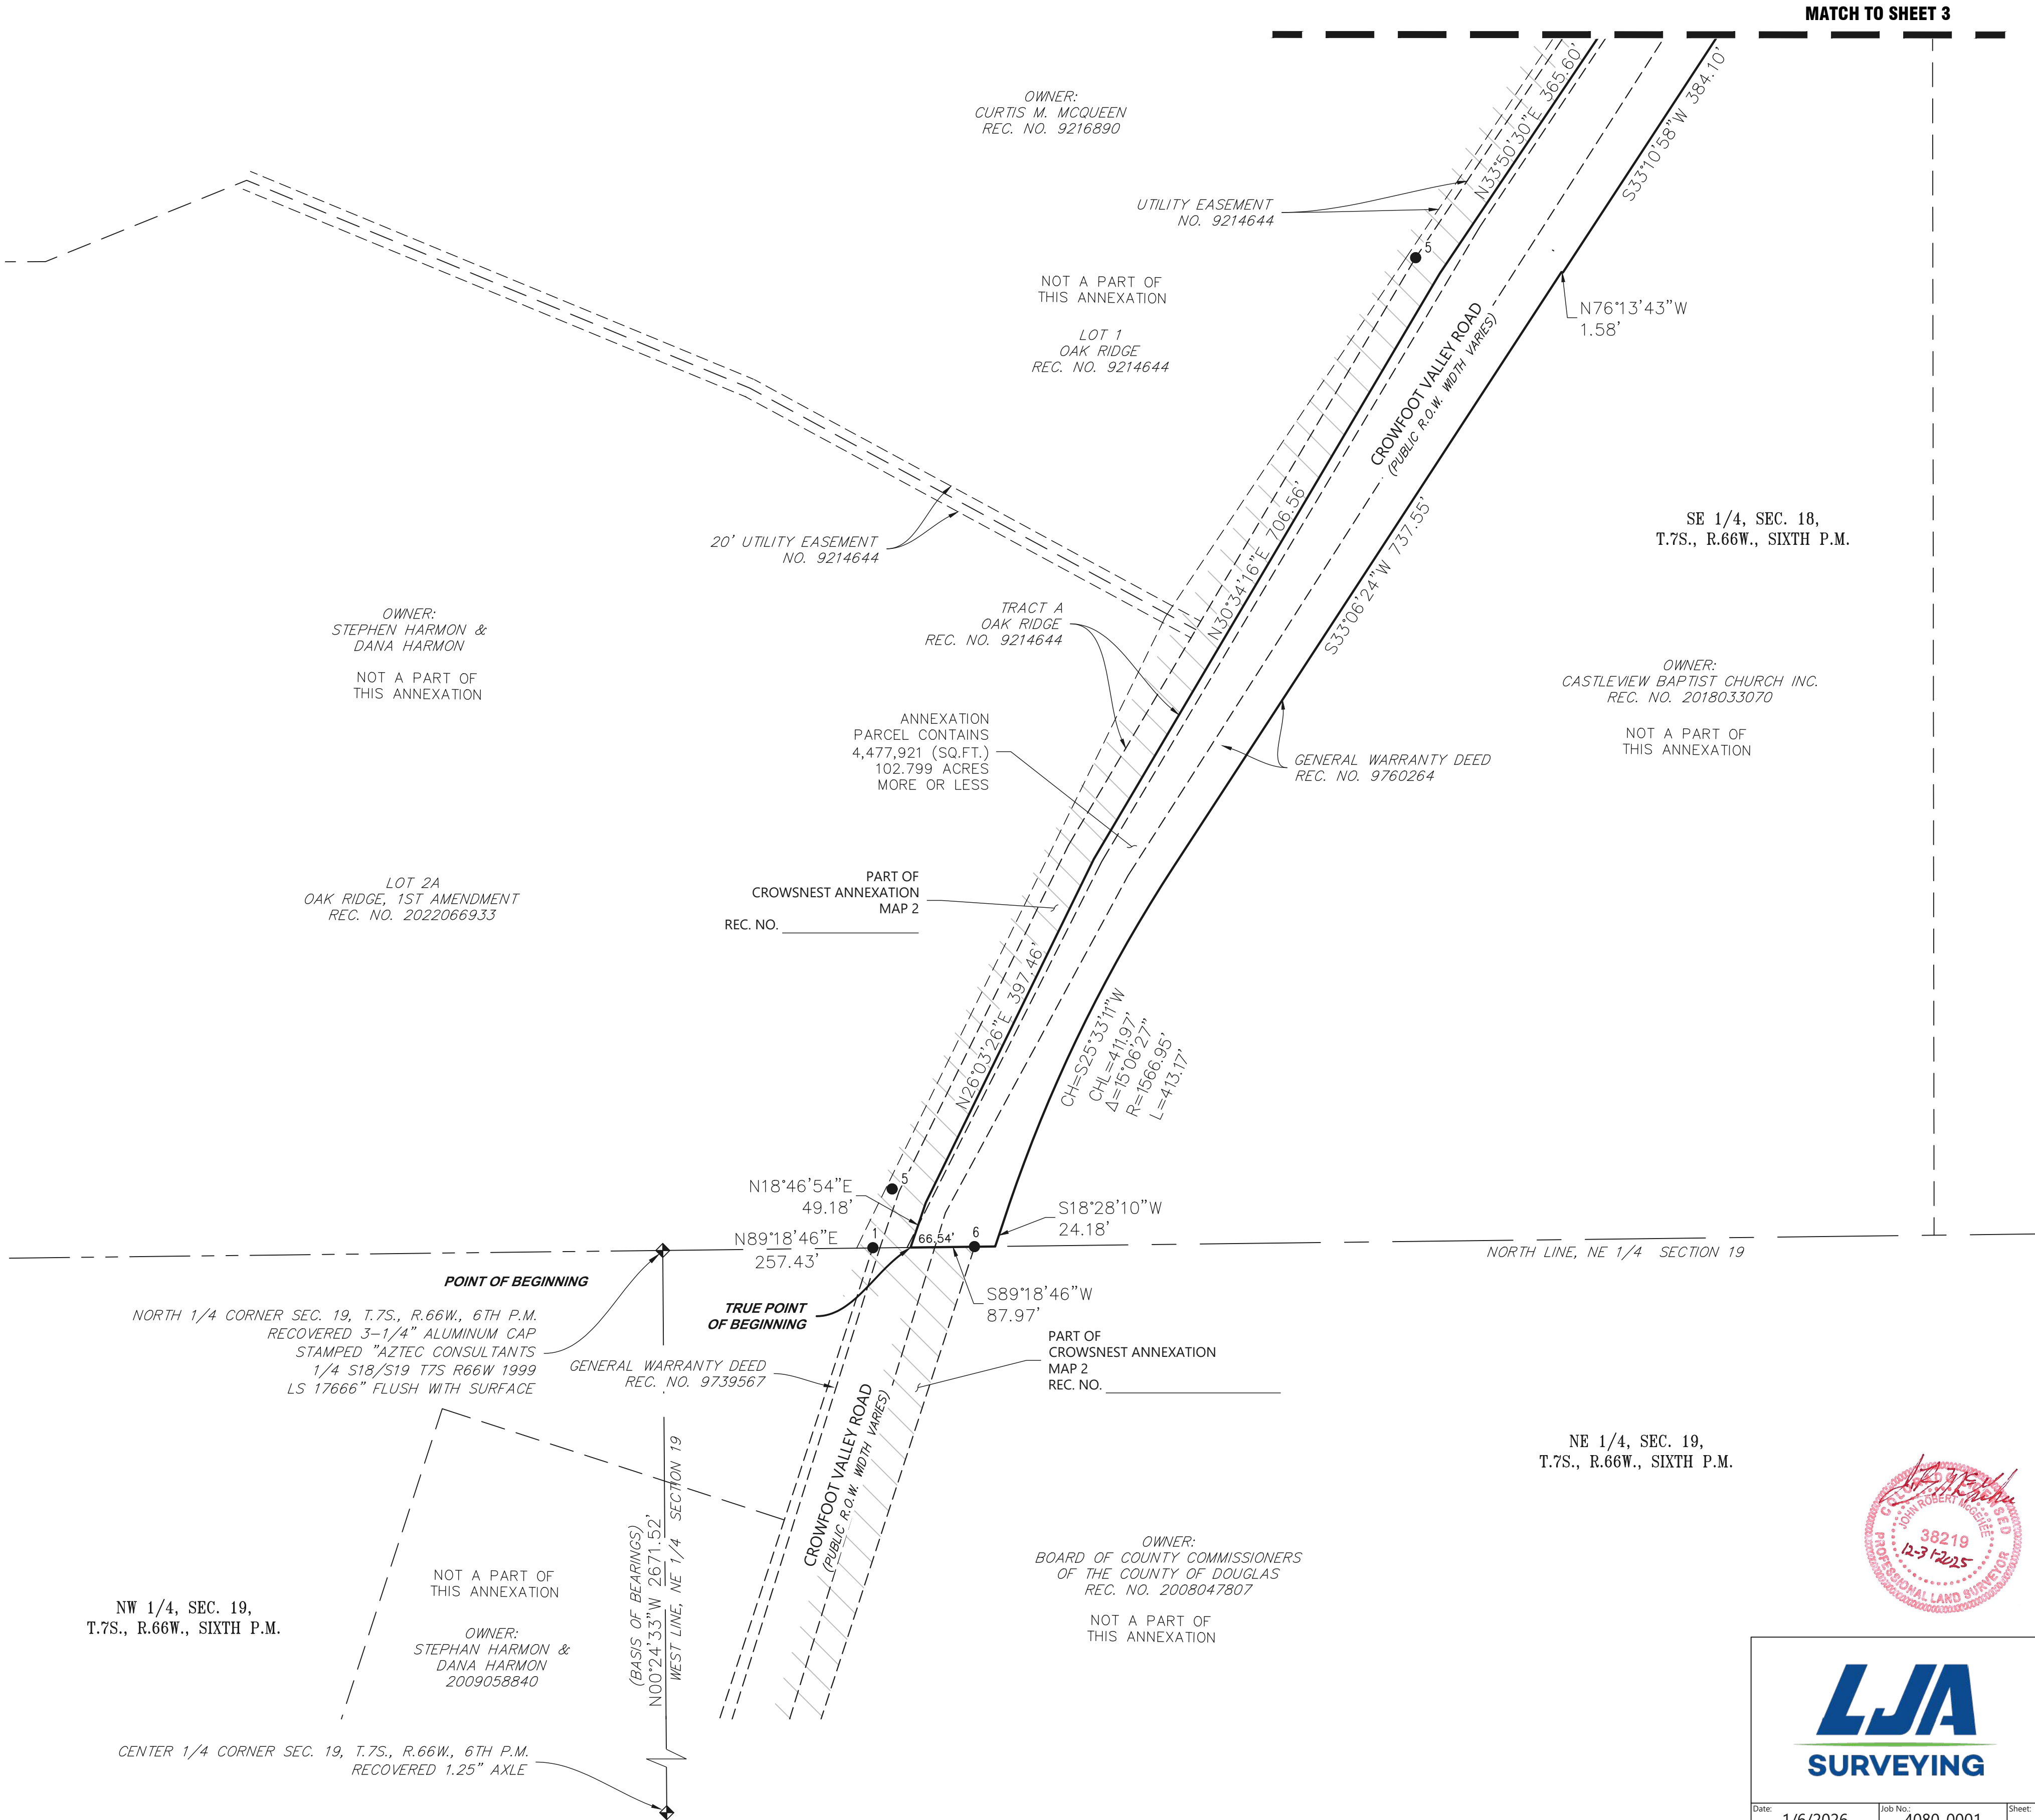 MATCH TO SHEET 3
OWNER:
CURTIS M. MCQUEEN
REC. NO. 9216890
N33°50'30"E 365.60'
S33°10'58"W 384.10'
UTILITY EASEMENT
NO. 9214644
5
NOT A PART OF
THIS ANNEXATION
LOT 1
OAK RIDGE
REC. NO. 9214644
N76°13'43"W
1.58'
CROWFOOT VALLEY ROAD
(PUBLIC R.O.W. WIDTH VARIES)
20' UTILITY EASEMENT
NO. 9214644
N30°34'16"E 706.56'
S33°06'24"W 737.55'
SE 1/4, SEC. 18,
T.7S., R.66W., SIXTH P.M.
OWNER:
STEPHEN HARMON &
DANA HARMON
NOT A PART OF
THIS ANNEXATION
TRACT A
OAK RIDGE
REC. NO. 9214644
OWNER:
CASTLEVIEW BAPTIST CHURCH INC.
REC. NO. 2018033070
NOT A PART OF
THIS ANNEXATION
ANNEXATION
PARCEL CONTAINS
4,477,921 (SQ.FT.)
102.799 ACRES
MORE OR LESS
GENERAL WARRANTY DEED
REC. NO. 9760264
LOT 2A
OAK RIDGE, 1ST AMENDMENT
REC. NO. 2022066933
PART OF
CROWSNEST ANNEXATION
MAP 2
REC. NO.
N26°03'26"E 397.46'
CH=S25°33'11"W
CHL=411.97'
Δ=15°06'27"
R=1566.95'
L=413.17'
N18°46'54"E
49.18'
5
S18°28'10"W
24.18'
N89°18'46"E
257.43'
1
66.54'
6
NORTH LINE, NE 1/4 SECTION 19
POINT OF BEGINNING
TRUE POINT
OF BEGINNING
S89°18'46"W
87.97'
NORTH 1/4 CORNER SEC. 19, T.7S., R.66W., 6TH P.M.
RECOVERED 3-1/4" ALUMINUM CAP
STAMPED "AZTEC CONSULTANTS
1/4 S18/S19 T7S R66W 1999
LS 17666" FLUSH WITH SURFACE
GENERAL WARRANTY DEED
REC. NO. 9739567
PART OF
CROWSNEST ANNEXATION
MAP 2
REC. NO.
CROWFOOT VALLEY ROAD
(PUBLIC R.O.W. WIDTH VARIES)
(BASIS OF BEARINGS)
N00°24'33"W 2671.52'
WEST LINE, NE 1/4 SECTION 19
NE 1/4, SEC. 19,
T.7S., R.66W., SIXTH P.M.
OWNER:
BOARD OF COUNTY COMMISSIONERS
OF THE COUNTY OF DOUGLAS
REC. NO. 2008047807
NOT A PART OF
THIS ANNEXATION
NOT A PART OF
THIS ANNEXATION
OWNER:
STEPHAN HARMON &
DANA HARMON
2009058840
NW 1/4, SEC. 19,
T.7S., R.66W., SIXTH P.M.
CENTER 1/4 CORNER SEC. 19, T.7S., R.66W., 6TH P.M.
RECOVERED 1.25" AXLE
JOHN ROBERT MCGEHEE
38219
12-31-2025
PROFESSIONAL LAND SURVEYOR
LJA
SURVEYING
Date:
1/6/2026
Job No.:
4080-0001
Sheet: